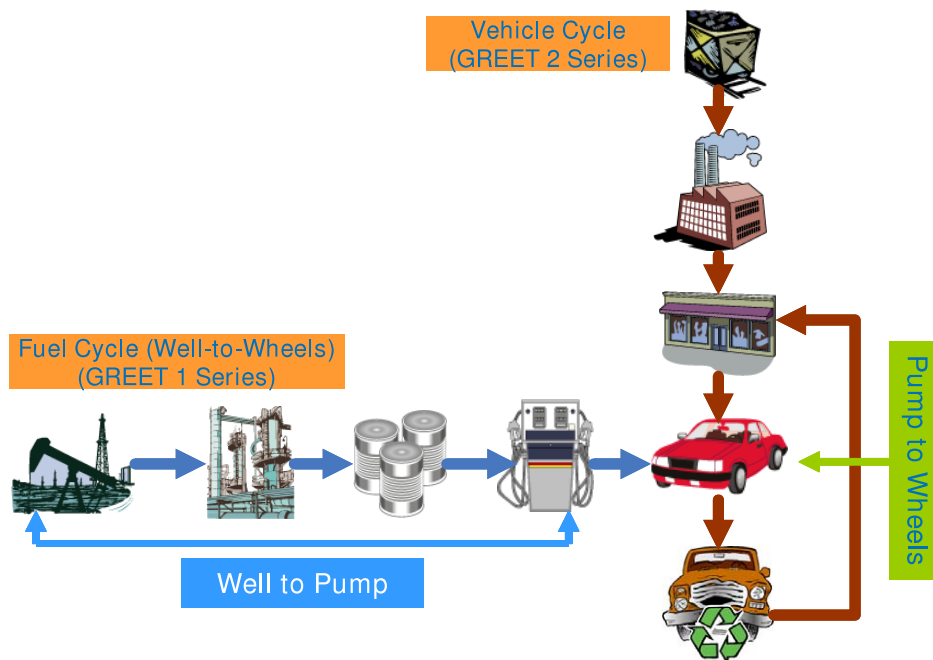 Vehicle Cycle
(GREET 2 Series)
Fuel Cycle (Well-to-Wheels)
(GREET 1 Series)
Pump to Wheels
Well to Pump